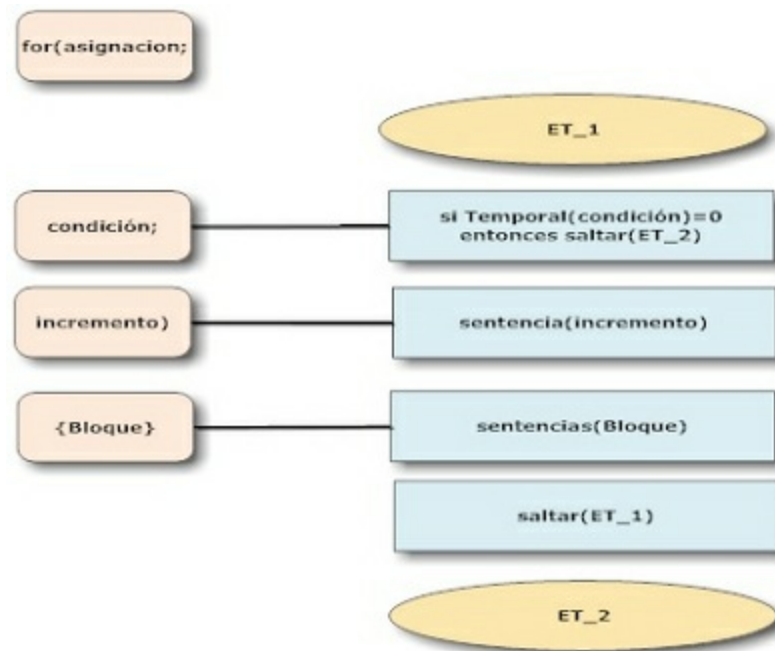 for(asignacion;
ET_1
condición;
si Temporal(condición)=0
entonces saltar(ET_2)
incremento)
sentencia(incremento)
{Bloque}
sentencias(Bloque)
saltar(ET_1)
ET_2